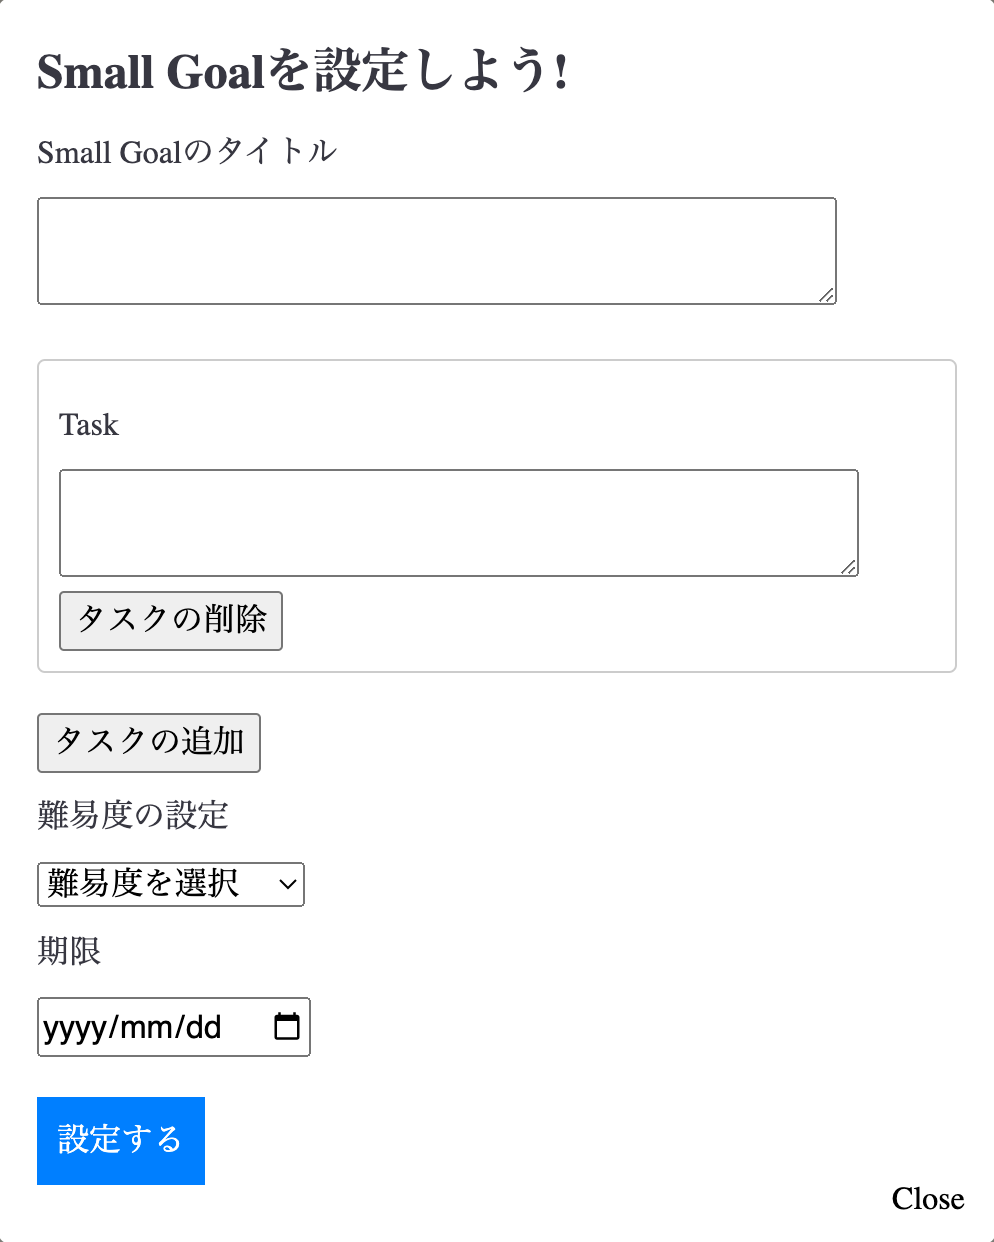 Small Goalを設定しよう!
Small Goalのタイトル
Task
タスクの削除
タスクの追加
難易度の設定
難易度を選択
期限
yyyy/mm/dd
設定する
Close